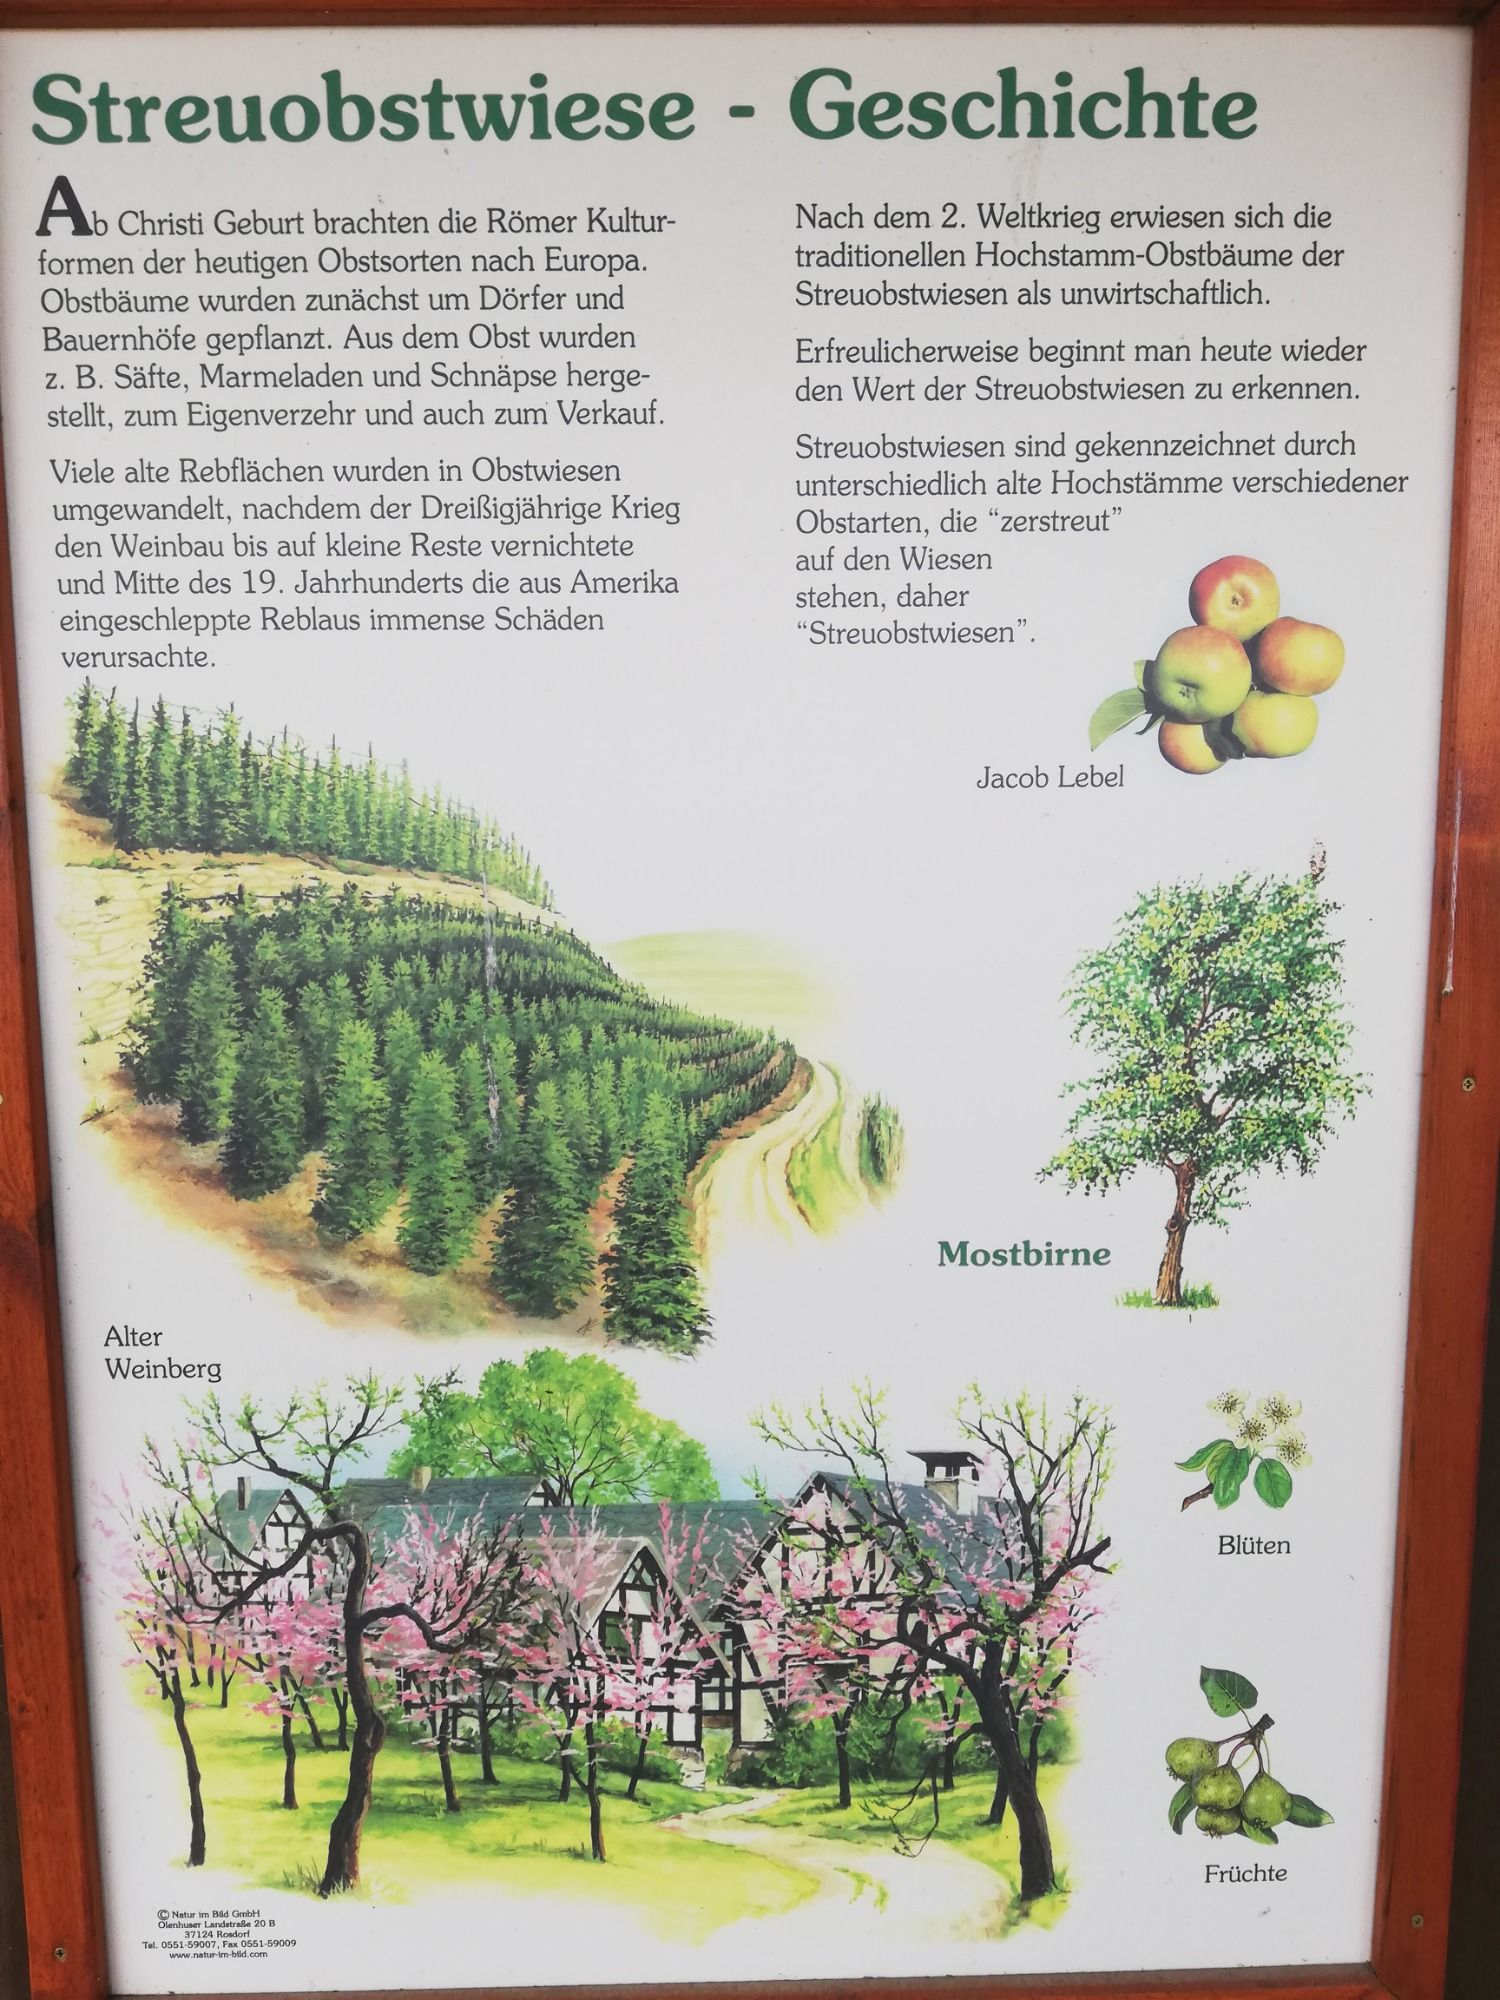 Streuobstwiese - Geschichte
Ab Christi Geburt brachten die Römer Kultur-
formen der heutigen Obstsorten nach Europa.
Obstbäume wurden zunächst um Dörfer und
Bauernhöfe gepflanzt. Aus dem Obst wurden
z. B. Säfte, Marmeladen und Schnäpse herge-
stellt, zum Eigenverzehr und auch zum Verkauf.
Viele alte Rebflächen wurden in Obstwiesen
umgewandelt, nachdem der Dreißigjährige Krieg
den Weinbau bis auf kleine Reste vernichtete
und Mitte des 19. Jahrhunderts die aus Amerika
eingeschleppte Reblaus immense Schäden
verursachte.
Nach dem 2. Weltkrieg erwiesen sich die
traditionellen Hochstamm-Obstbäume der
Streuobstwiesen als unwirtschaftlich.
Erfreulicherweise beginnt man heute wieder
den Wert der Streuobstwiesen zu erkennen.
Streuobstwiesen sind gekennzeichnet durch
unterschiedlich alte Hochstämme verschiedener
Obstarten, die “zerstreut”
auf den Wiesen
stehen, daher
“Streuobstwiesen”.
Jacob Lebel
Mostbirne
Alter
Weinberg
Blüten
Früchte
© Natur im Bild GmbH
Olenhuser Landstraße 20 B
37124 Rosdorf
Tel. 0551-59007, Fax 0551-59009
www.natur-im-bild.com